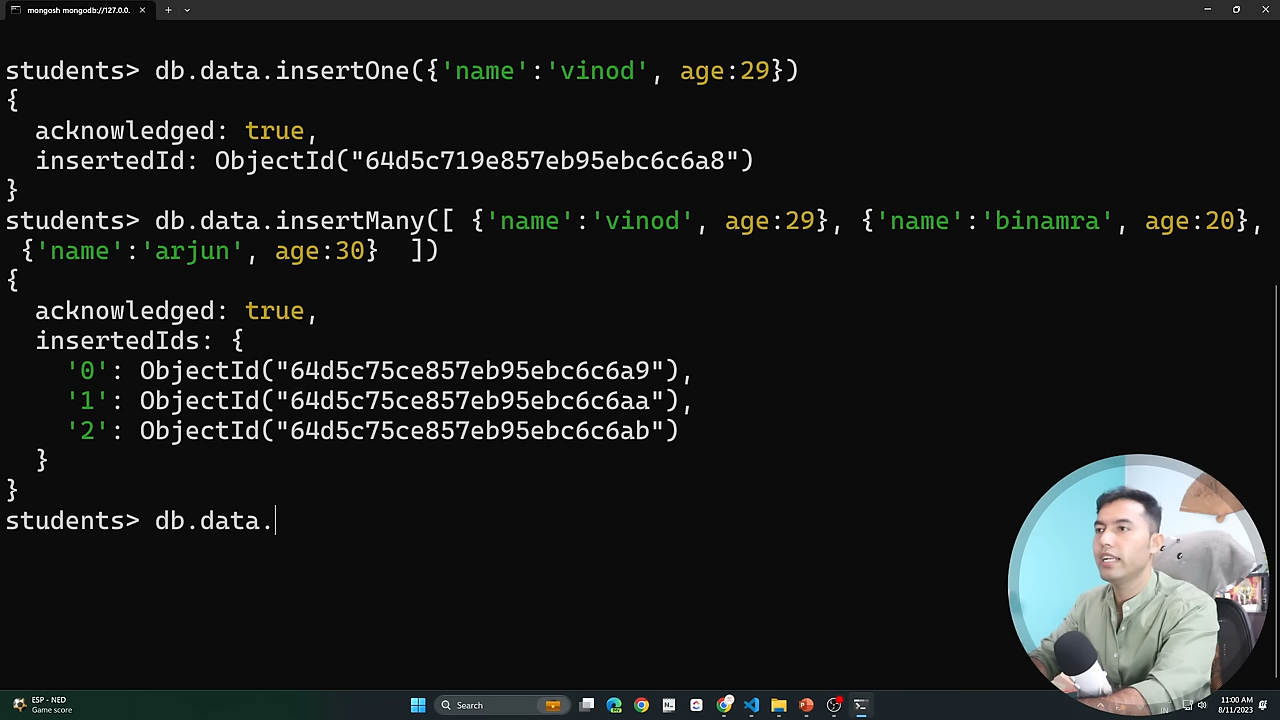 mongosh mongodb://127.0.0.
students> db.data.insertOne({'name':'vinod', age:29})
{
  acknowledged: true,
  insertedId: ObjectId("64d5c719e857eb95ebc6c6a8")
}
students> db.data.insertMany([ {'name':'vinod', age:29}, {'name':'binamra', age:20},
 {'name':'arjun', age:30}  ])
{
  acknowledged: true,
  insertedIds: {
    '0': ObjectId("64d5c75ce857eb95ebc6c6a9"),
    '1': ObjectId("64d5c75ce857eb95ebc6c6aa"),
    '2': ObjectId("64d5c75ce857eb95ebc6c6ab")
  }
}
students> db.data.
ESP - NED
Game score
Search
IN
11:00 AM
8/11/2023